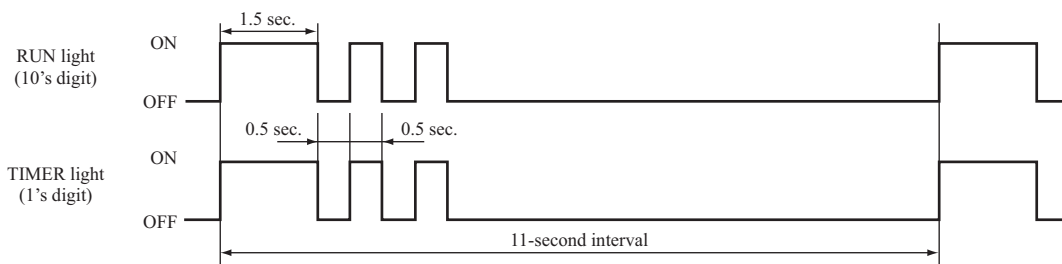 1.5 sec.
RUN light
(10’s digit)
ON
OFF
0.5 sec.
0.5 sec.
TIMER light
(1’s digit)
ON
OFF
11-second interval